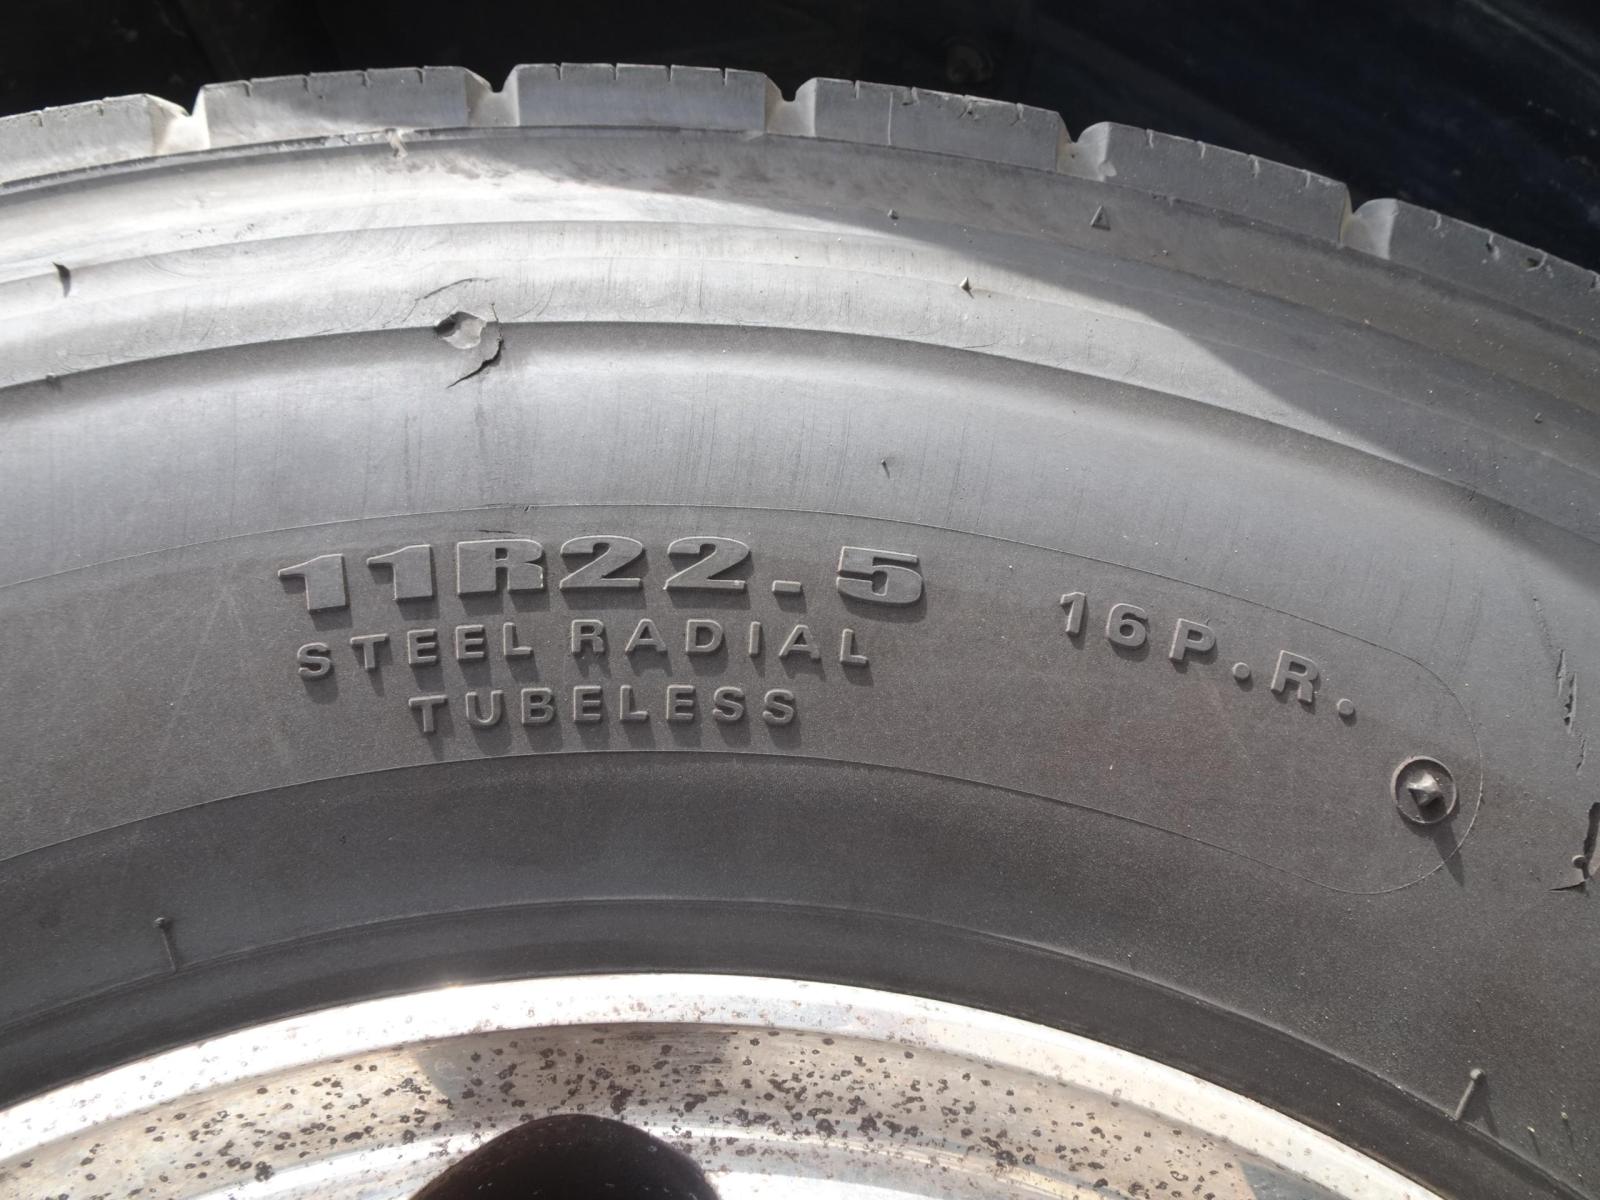 11R22.5
STEEL RADIAL
TUBELESS
16P.R.